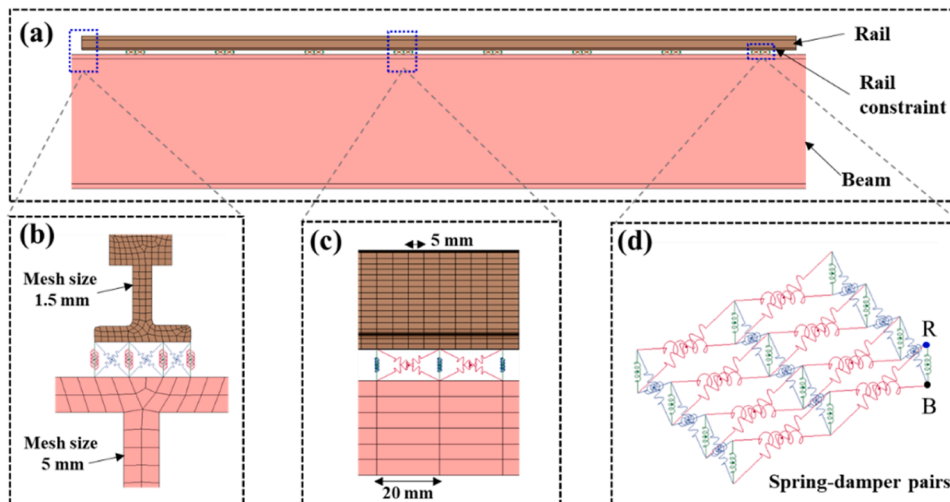 (a)
Rail
Rail
constraint
Beam
(b)
Mesh size
1.5 mm
Mesh size
5 mm
(c)
5 mm
20 mm
(d)
R
B
Spring-damper pairs